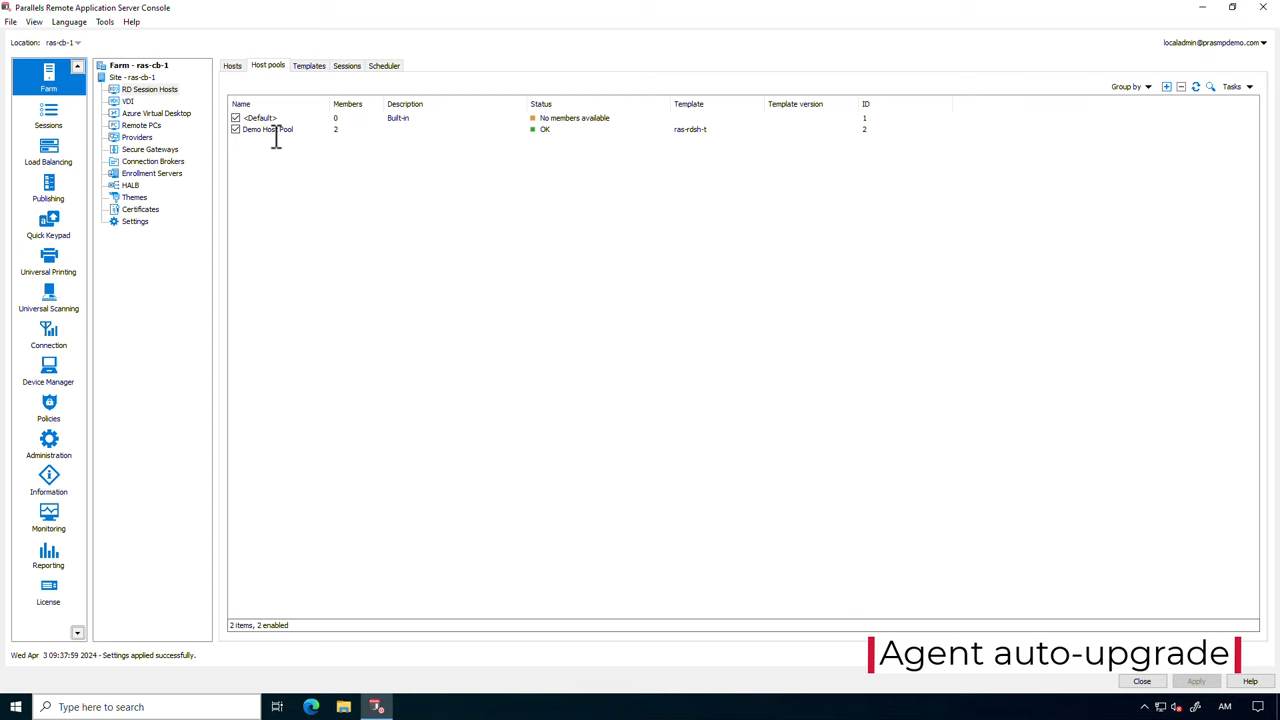 Parallels Remote Application Server Console
File View Language Tools Help
Location: ras-cb-1
localadmin@prasmpdemo.com
Farm
Sessions
Load Balancing
Publishing
Quick Keypad
Universal Printing
Universal Scanning
Connection
Device Manager
Policies
Administration
Information
Monitoring
Reporting
License
Farm - ras-cb-1
Site - ras-cb-1
RD Session Hosts
VDI
Azure Virtual Desktop
Remote PCs
Providers
Secure Gateways
Connection Brokers
Enrollment Servers
HALB
Themes
Certificates
Settings
Hosts Host pools Templates Sessions Scheduler
Group by Tasks
Name Members Description Status Template Template version ID
<Default> 0 Built-in No members available 1
Demo Host Pool 2 OK ras-rdsh-t 2
2 items, 2 enabled
Agent auto-upgrade
Wed Apr 3 09:37:59 2024 - Settings applied successfully.
Close Apply Help
Type here to search
AM